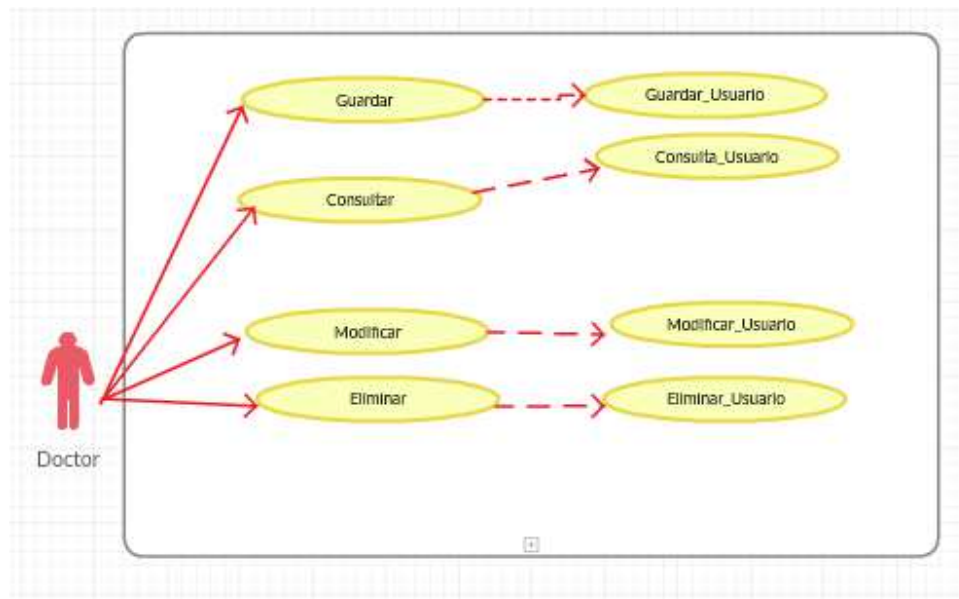 Guardar
Guardar_Usuario
Consulta_Usuario
Consultar
Modificar
Modificar_Usuario
Eliminar
Eliminar_Usuario
Doctor